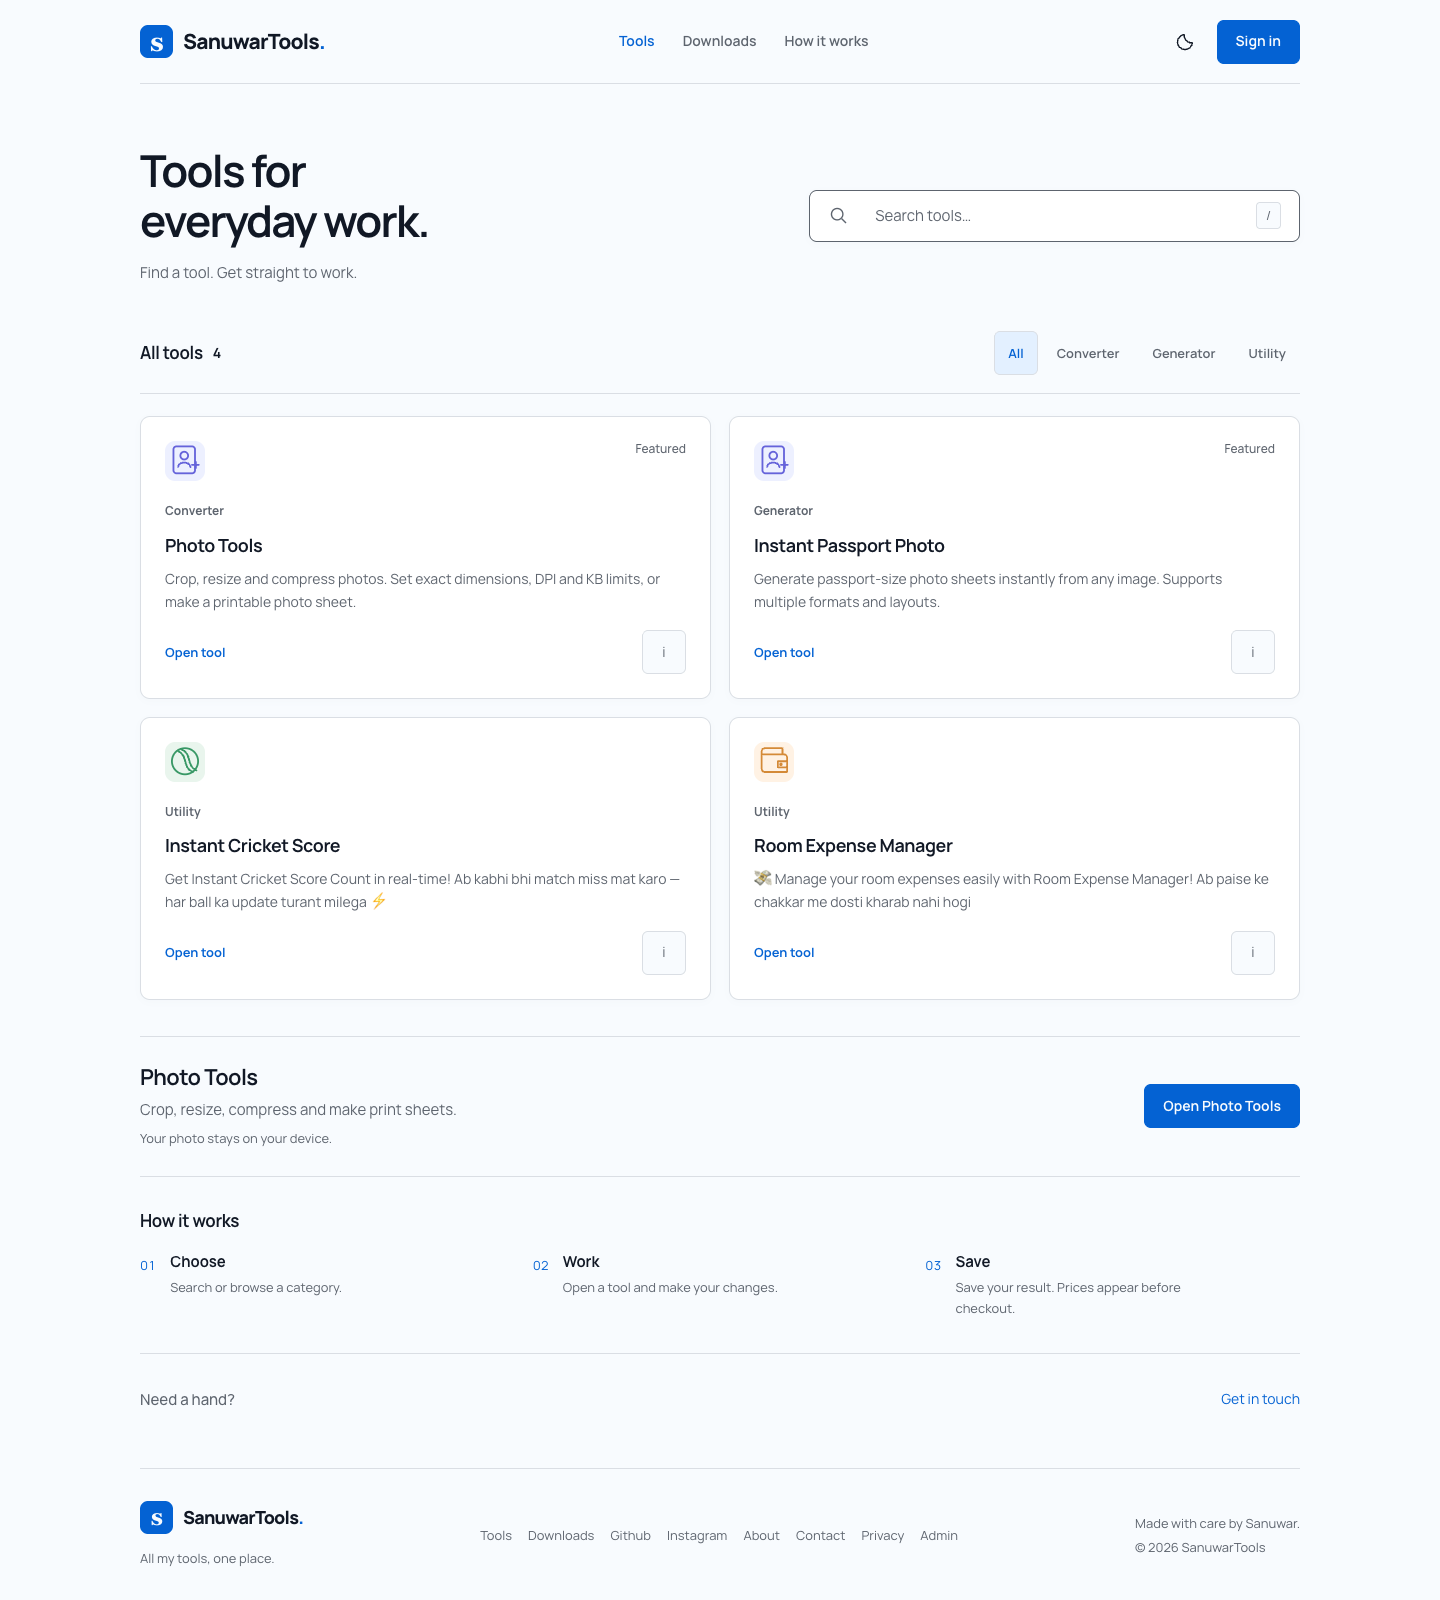 S SanuwarTools.
Tools Downloads How it works
Sign in
Tools for
everyday work.
Find a tool. Get straight to work.
Search tools...
/
All tools 4
All Converter Generator Utility
Featured
Converter
Photo Tools
Crop, resize and compress photos. Set exact dimensions, DPI and KB limits, or
make a printable photo sheet.
Open tool
i
Featured
Generator
Instant Passport Photo
Generate passport-size photo sheets instantly from any image. Supports
multiple formats and layouts.
Open tool
i
Utility
Instant Cricket Score
Get Instant Cricket Score Count in real-time! Ab kabhi bhi match miss mat karo —
har ball ka update turant milega ⚡
Open tool
i
Utility
Room Expense Manager
💸 Manage your room expenses easily with Room Expense Manager! Ab paise ke
chakkar me dosti kharab nahi hogi
Open tool
i
Photo Tools
Crop, resize, compress and make print sheets.
Your photo stays on your device.
Open Photo Tools
How it works
01 Choose
Search or browse a category.
02 Work
Open a tool and make your changes.
03 Save
Save your result. Prices appear before
checkout.
Need a hand?
Get in touch
S SanuwarTools.
All my tools, one place.
Tools Downloads Github Instagram About Contact Privacy Admin
Made with care by Sanuwar.
© 2026 SanuwarTools